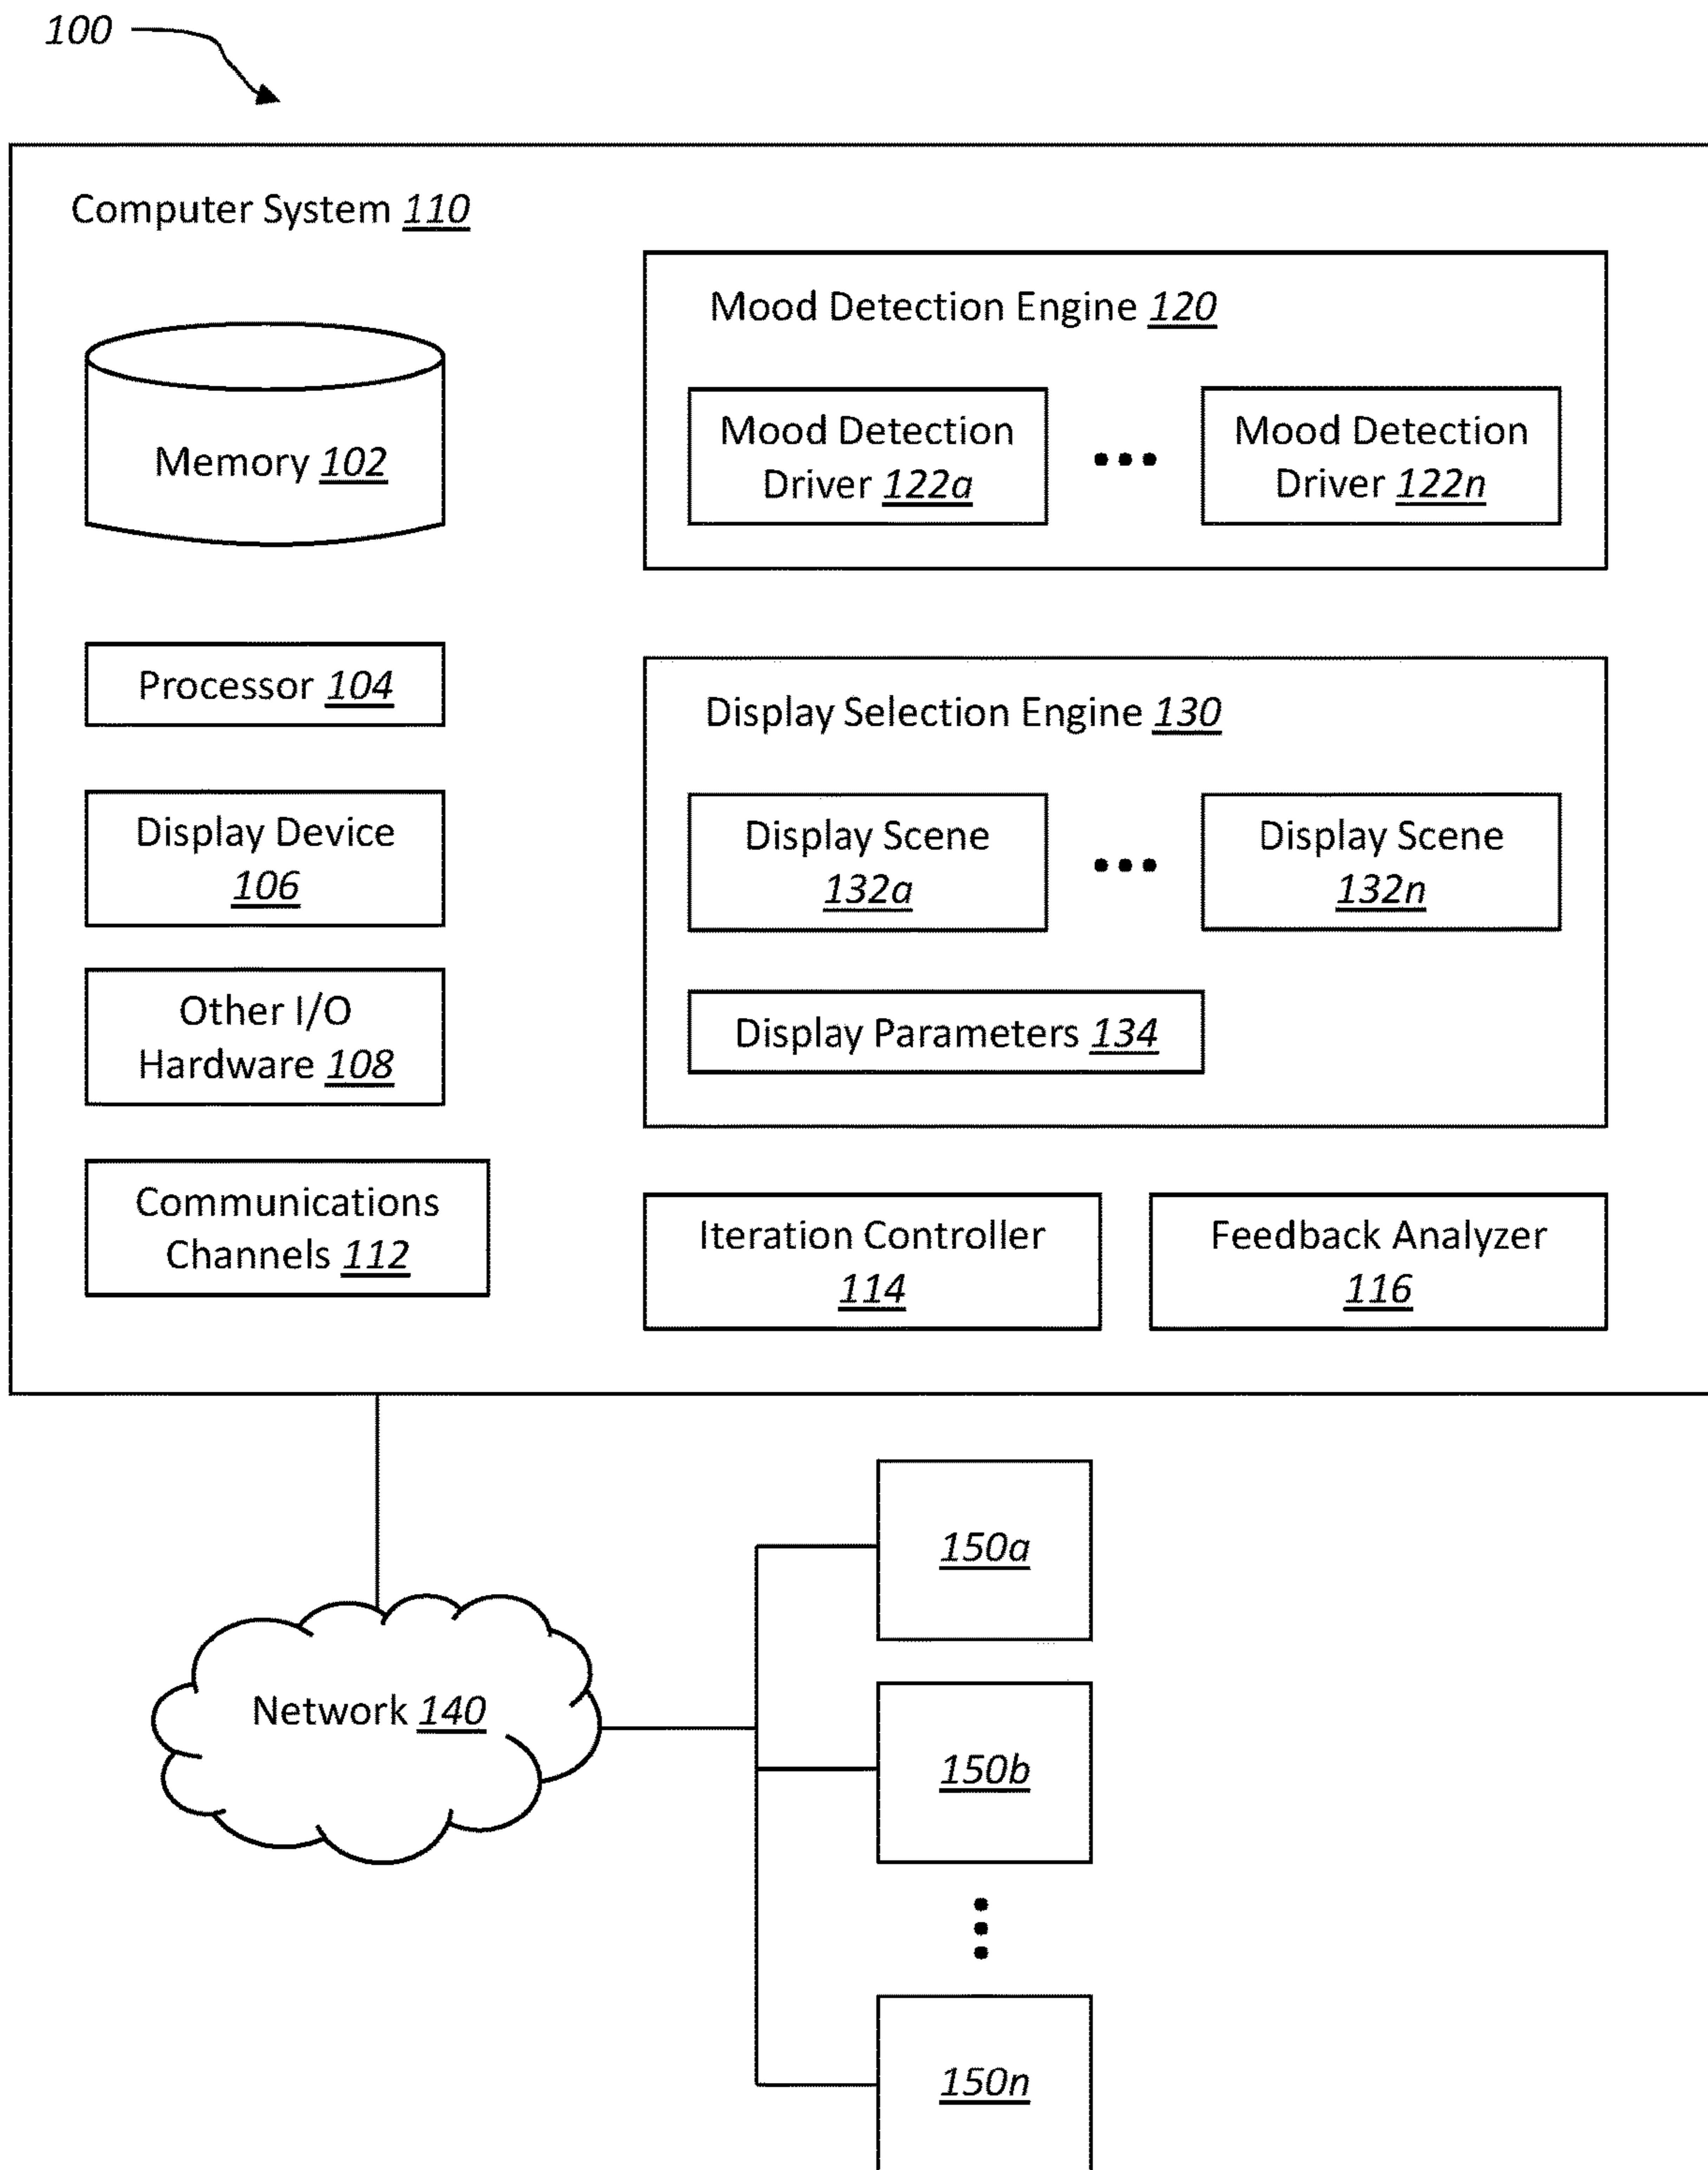 100
Computer System 110
Memory 102
Processor 104
Display Device
106
Other I/O
Hardware 108
Communications
Channels 112
Mood Detection Engine 120
Mood Detection
Driver 122a
Mood Detection
Driver 122n
Display Selection Engine 130
Display Scene
132a
Display Scene
132n
Display Parameters 134
Iteration Controller
114
Feedback Analyzer
116
Network 140
150a
150b
150n